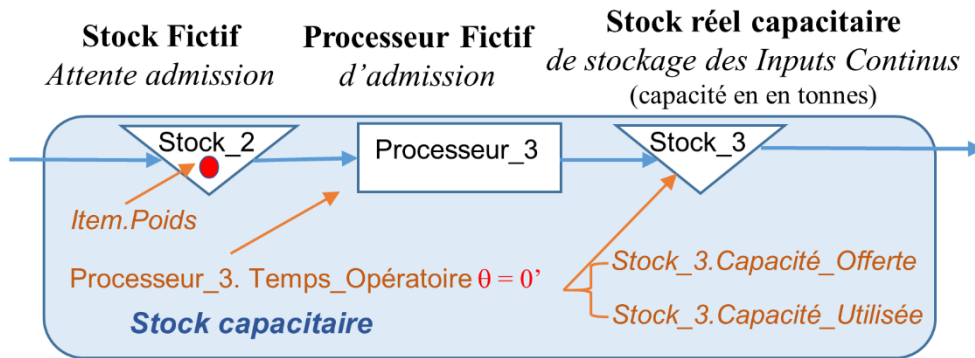 Stock Fictif
Attente admission
Processeur Fictif
d'admission
Stock réel capacitaire
de stockage des Inputs Continus
(capacité en en tonnes)
Stock_2
Processeur_3
Stock_3
Item.Poids
Processeur_3. Temps_Opératoire θ = 0’
Stock_3.Capacité_Offerte
Stock_3.Capacité_Utilisée
Stock capacitaire